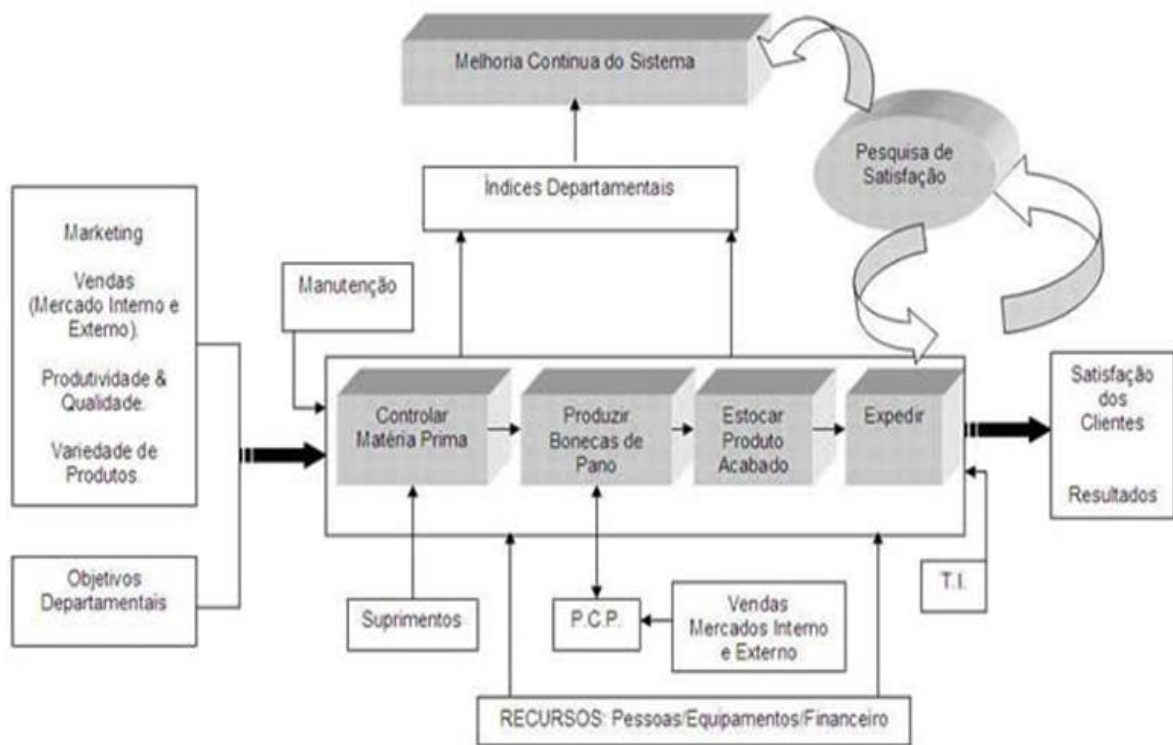 Melhoria Continua do Sistema
Pesquisa de
Satisfação
Índices Departamentais
Marketing
Vendas
(Mercado Interno e
Externo).
Produtividade &
Qualidade.
Variedade de
Produtos.
Manutenção
Controlar
Matéria Prima
Produzir
Bonecas de
Pano
Estocar
Produto
Acabado
Expedir
Satisfação
dos
Clientes
Resultados
Objetivos
Departamentais
Suprimentos
P.C.P.
Vendas
Mercados Interno
e Externo
T.I.
RECURSOS: Pessoas/Equipamentos/Financeiro